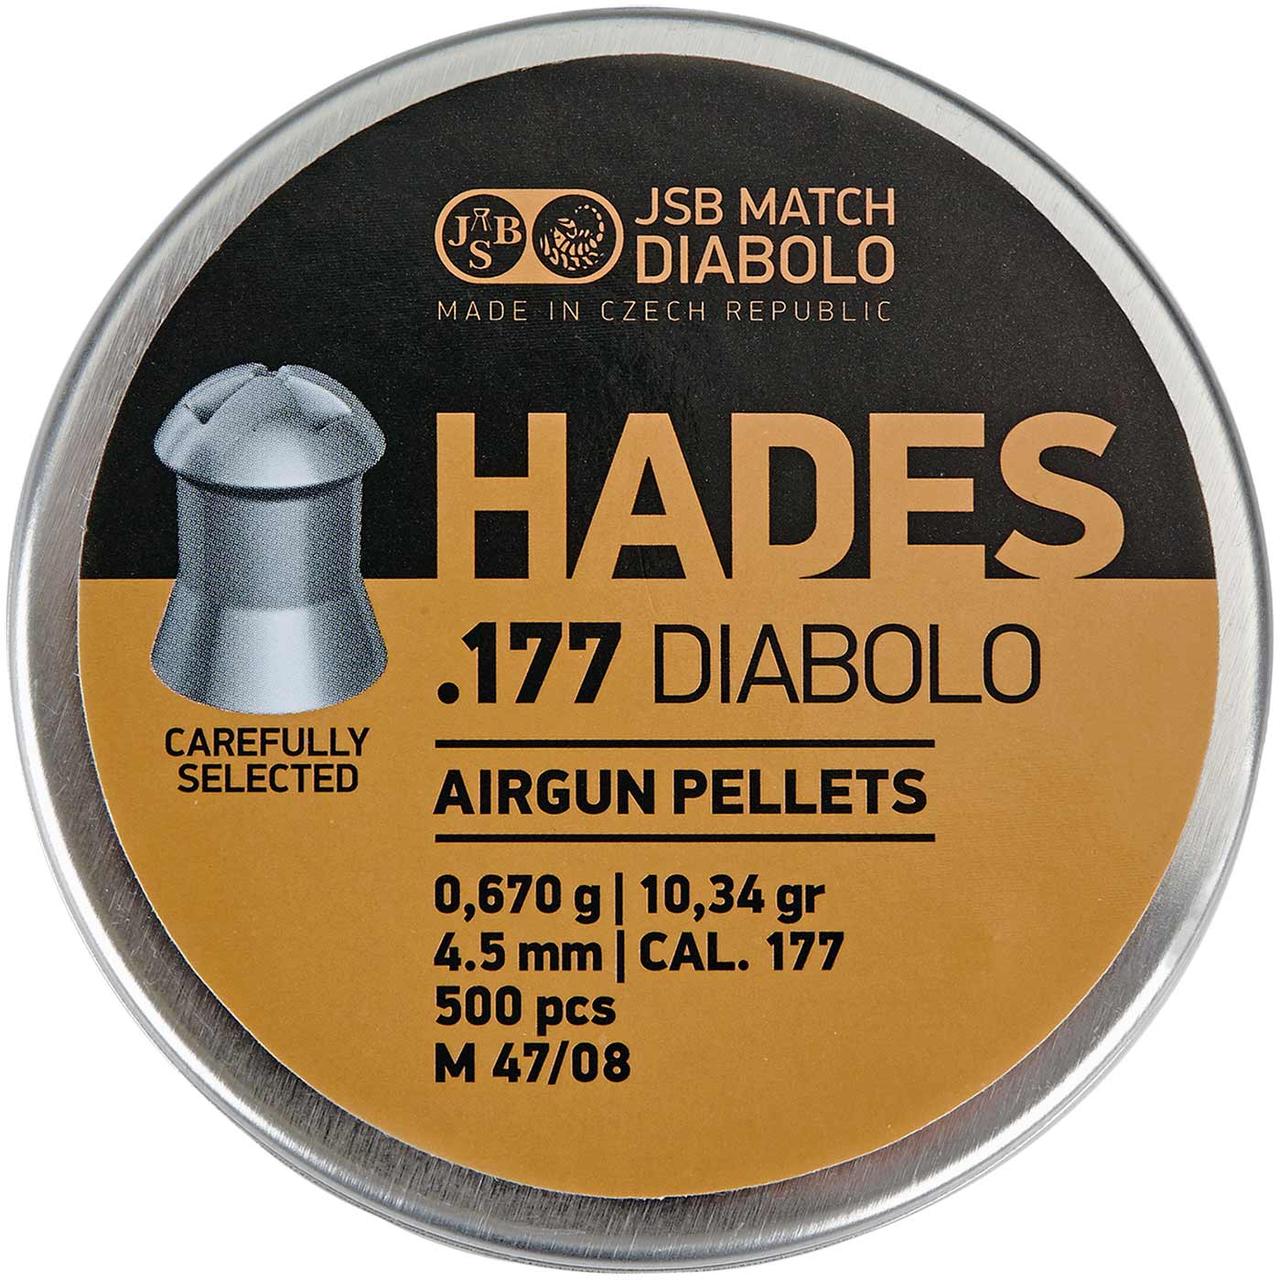 JSB
JSB MATCH
DIABOLO
MADE IN CZECH REPUBLIC
HADES
.177 DIABOLO
CAREFULLY
SELECTED
AIRGUN PELLETS
0,670 g | 10,34 gr
4.5 mm | CAL. 177
500 pcs
M 47/08